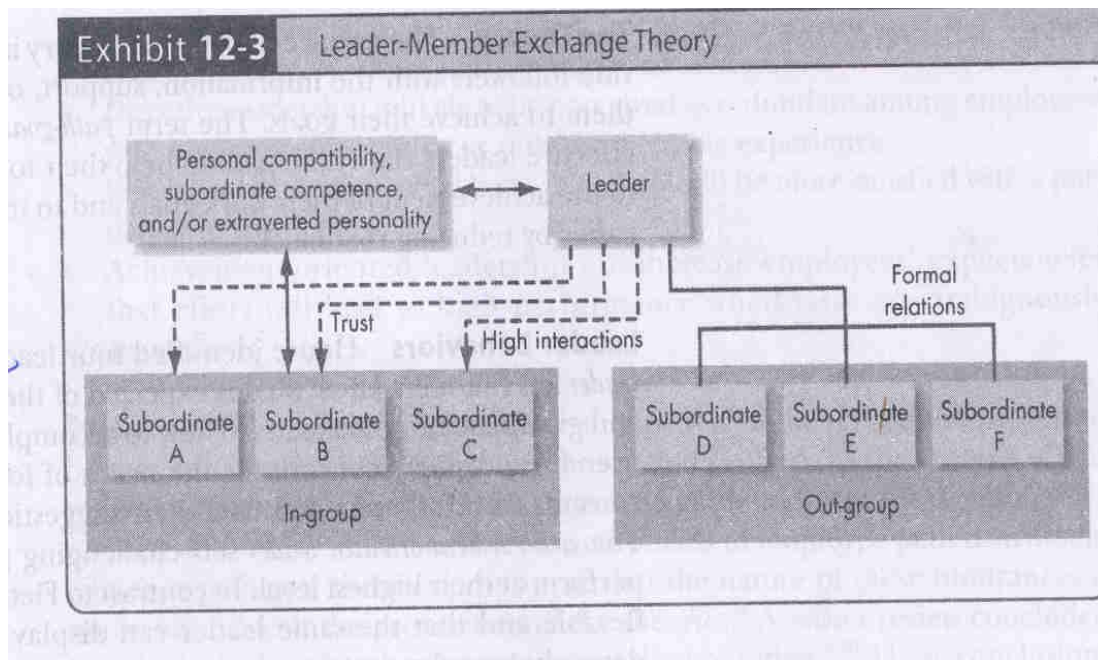 Exhibit 12-3 Leader-Member Exchange Theory
Personal compatibility,
subordinate competence,
and/or extraverted personality
Leader
Formal
relations
Trust
High interactions
Subordinate
A
Subordinate
B
Subordinate
C
Subordinate
D
Subordinate
E
Subordinate
F
In-group
Out-group